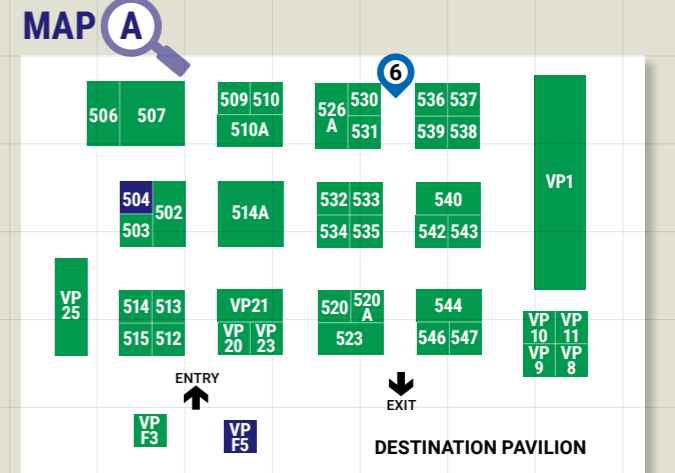 MAP A
6
506 507
509 510
510A
526
A
530
531
536 537
539 538
VP1
504
503
502
514A
532 533
534 535
540
542 543
VP
25
514 513
515 512
VP21
VP
20
VP
23
520
520
A
523
544
546 547
VP
10
VP
11
VP
9
VP
8
ENTRY
EXIT
VP
F3
VP
F5
DESTINATION PAVILION